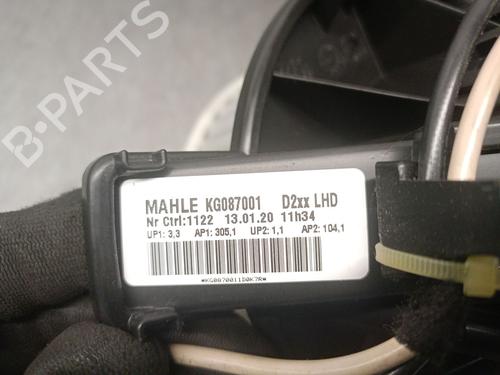 B-PARTS
MAHLE KG087001 D2xx LHD
Nr Ctrl:1122 13.01.20 11h34
UP1: 3,3 AP1: 305,1 UP2: 1,1 AP2: 104,1
*KG0870011D0K7R*